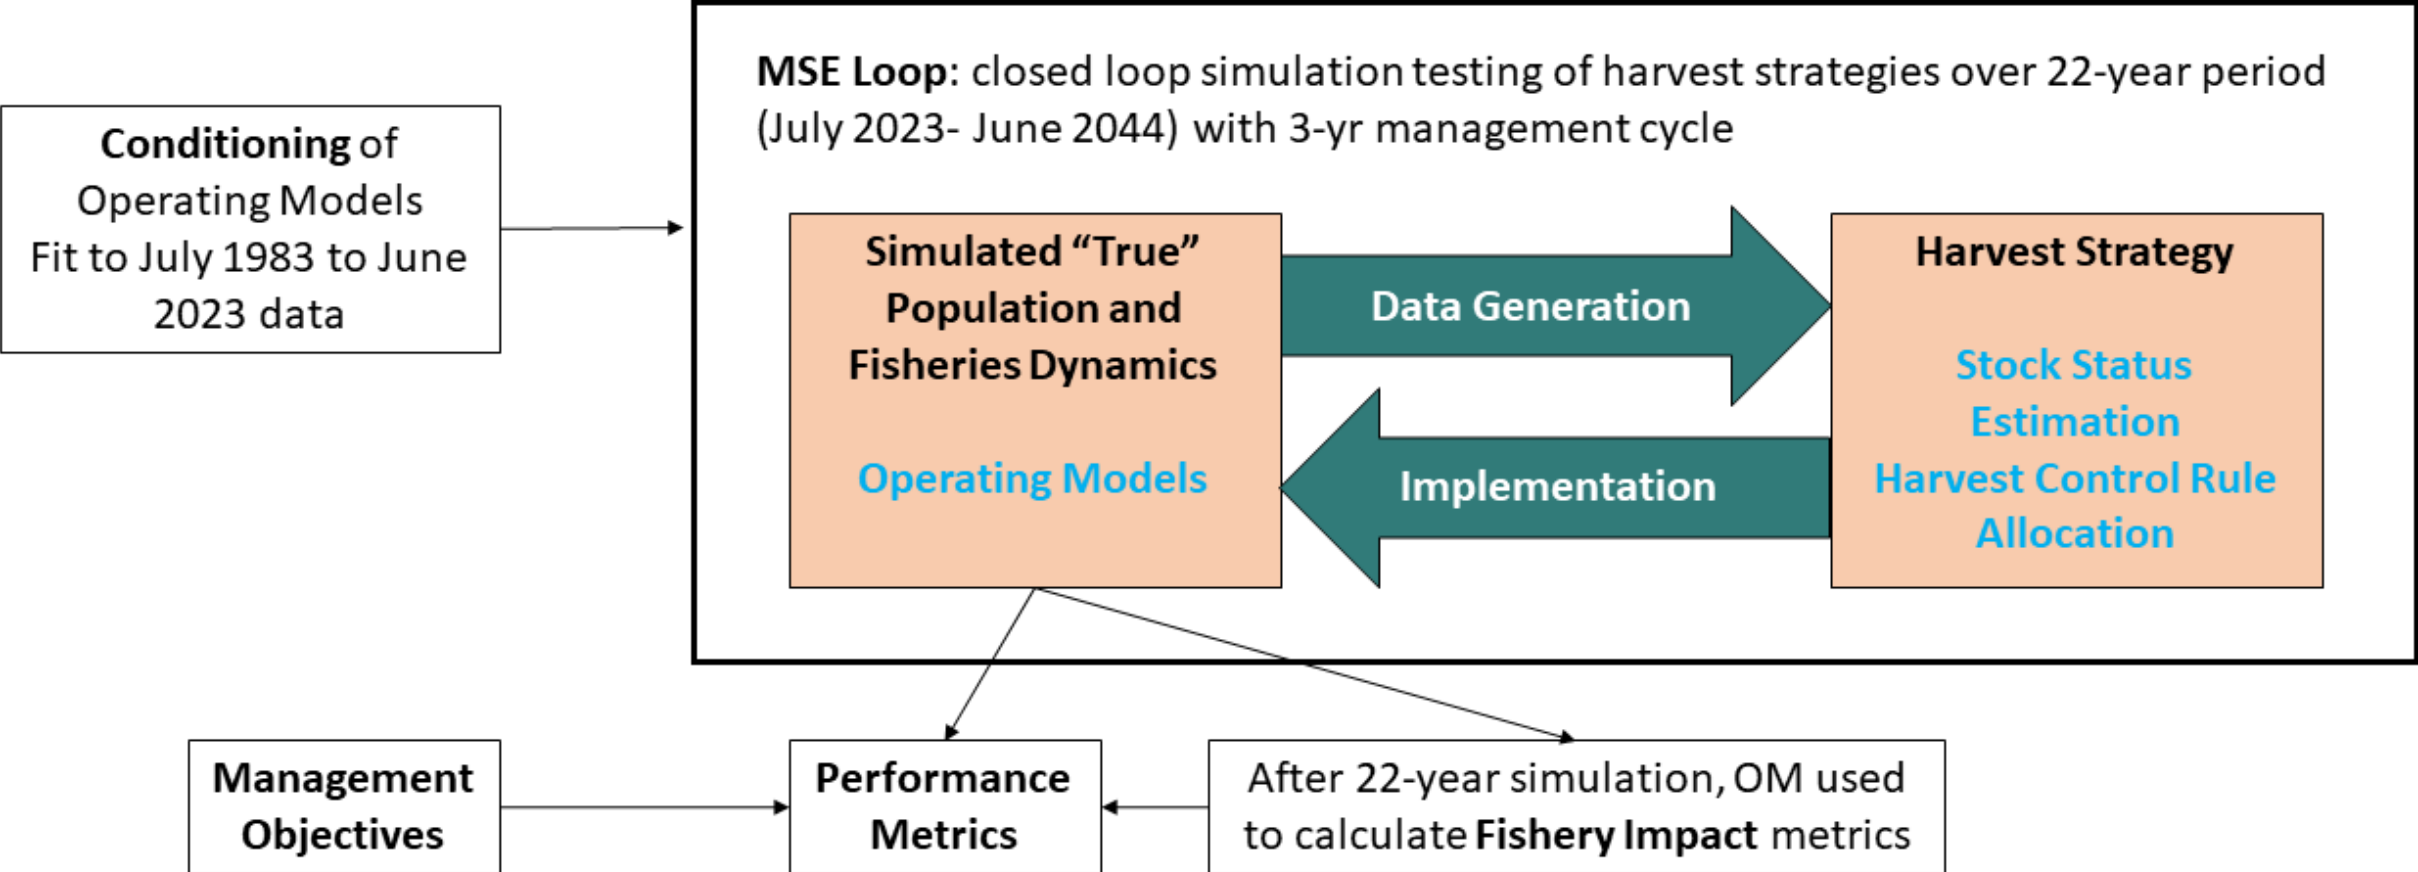 MSE Loop: closed loop simulation testing of harvest strategies over 22-year period
(July 2023- June 2044) with 3-yr management cycle
Conditioning of
Operating Models
Fit to July 1983 to June
2023 data
Simulated “True”
Population and
Fisheries Dynamics
Operating Models
Data Generation
Implementation
Harvest Strategy
Stock Status
Estimation
Harvest Control Rule
Allocation
Management
Objectives
Performance
Metrics
After 22-year simulation, OM used
to calculate Fishery Impact metrics